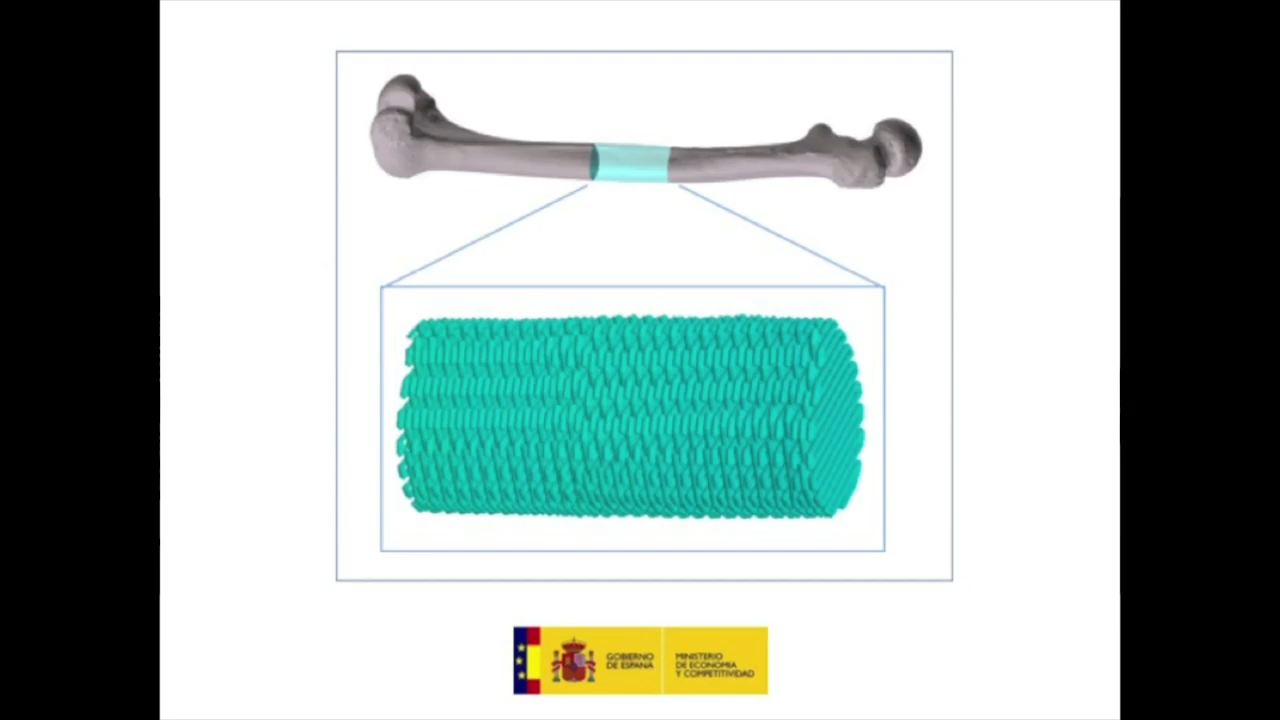 GOBIERNO
DE ESPAÑA
MINISTERIO
DE ECONOMÍA
Y COMPETITIVIDAD